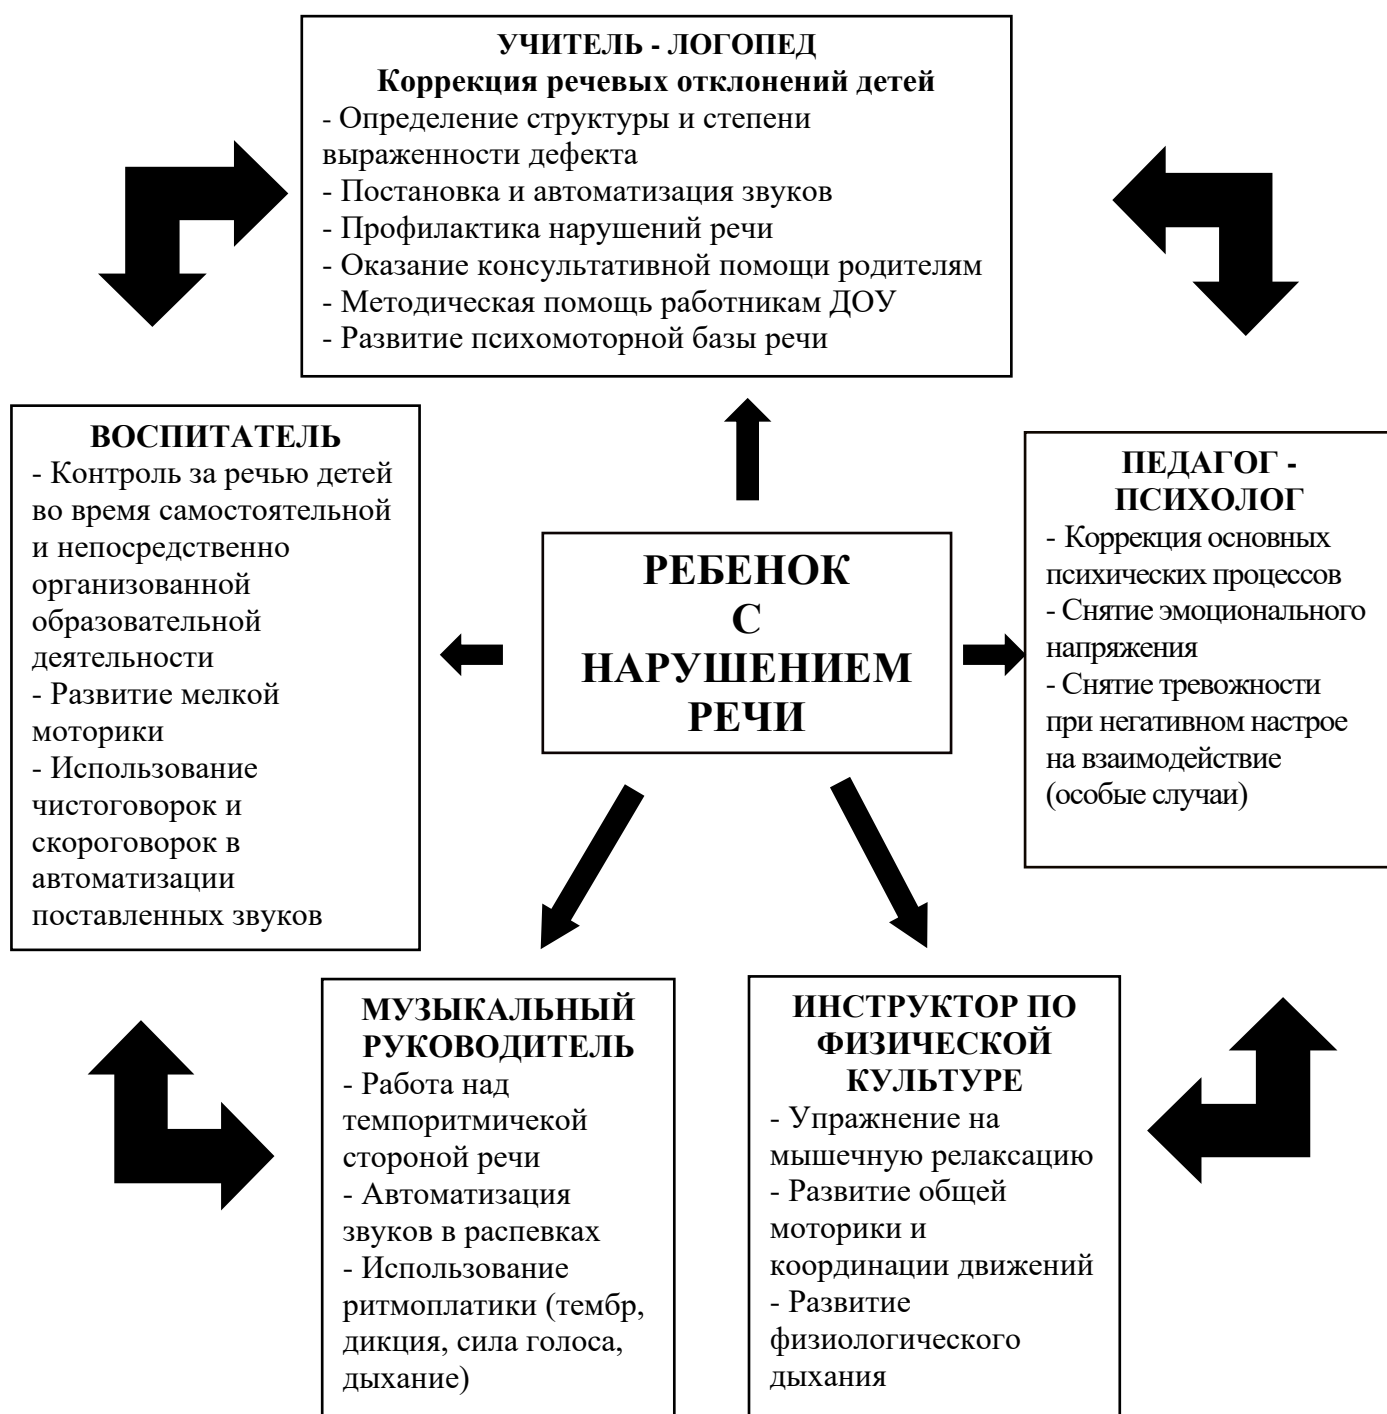 УЧИТЕЛЬ - ЛОГОПЕД
Коррекция речевых отклонений детей
- Определение структуры и степени
выраженности дефекта
- Постановка и автоматизация звуков
- Профилактика нарушений речи
- Оказание консультативной помощи родителям
- Методическая помощь работникам ДОУ
- Развитие психомоторной базы речи
ВОСПИТАТЕЛЬ
- Контроль за речью детей
во время самостоятельной
и непосредственно
организованной
образовательной
деятельности
- Развитие мелкой
моторики
- Использование
чистоговорок и
скороговорок в
автоматизации
поставленных звуков
РЕБЕНОК
С
НАРУШЕНИЕМ
РЕЧИ
ПЕДАГОГ -
ПСИХОЛОГ
- Коррекция основных
психических процессов
- Снятие эмоционального
напряжения
- Снятие тревожности
при негативном настрое
на взаимодействие
(особые случаи)
МУЗЫКАЛЬНЫЙ
РУКОВОДИТЕЛЬ
- Работа над
темпоритмичекой
стороной речи
- Автоматизация
звуков в распевках
- Использование
ритмоплатики (тембр,
дикция, сила голоса,
дыхание)
ИНСТРУКТОР ПО
ФИЗИЧЕСКОЙ
КУЛЬТУРЕ
- Упражнение на
мышечную релаксацию
- Развитие общей
моторики и
координации движений
- Развитие
физиологического
дыхания